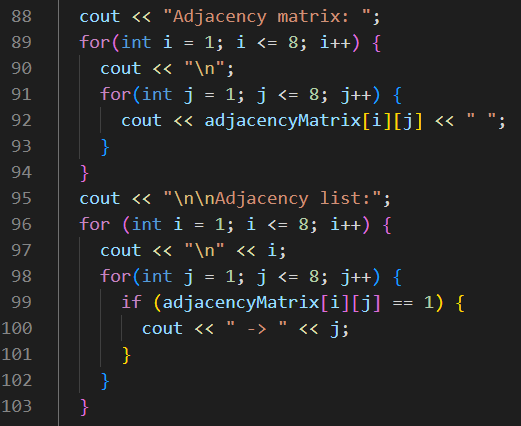 88 cout << "Adjacency matrix: ";
89 for(int i = 1; i <= 8; i++) {
90 cout << "\n";
91 for(int j = 1; j <= 8; j++) {
92 cout << adjacencyMatrix[i][j] << " ";
93 }
94 }
95 cout << "\n\nAdjacency list:";
96 for (int i = 1; i <= 8; i++) {
97 cout << "\n" << i;
98 for(int j = 1; j <= 8; j++) {
99 if (adjacencyMatrix[i][j] == 1) {
100 cout << " -> " << j;
101 }
102 }
103 }